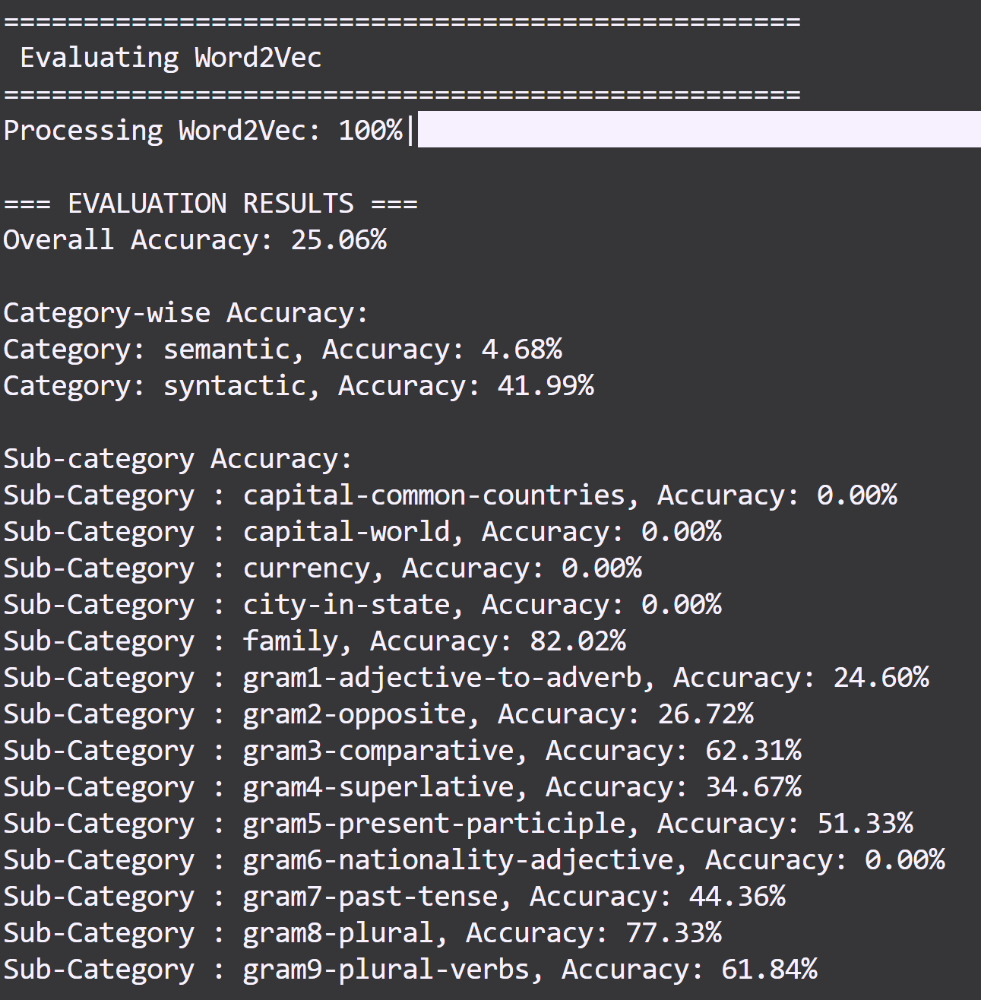 ==================================================
 Evaluating Word2Vec
==================================================
Processing Word2Vec: 100%|
=== EVALUATION RESULTS ===
Overall Accuracy: 25.06%
Category-wise Accuracy:
Category: semantic, Accuracy: 4.68%
Category: syntactic, Accuracy: 41.99%
Sub-category Accuracy:
Sub-Category : capital-common-countries, Accuracy: 0.00%
Sub-Category : capital-world, Accuracy: 0.00%
Sub-Category : currency, Accuracy: 0.00%
Sub-Category : city-in-state, Accuracy: 0.00%
Sub-Category : family, Accuracy: 82.02%
Sub-Category : gram1-adjective-to-adverb, Accuracy: 24.60%
Sub-Category : gram2-opposite, Accuracy: 26.72%
Sub-Category : gram3-comparative, Accuracy: 62.31%
Sub-Category : gram4-superlative, Accuracy: 34.67%
Sub-Category : gram5-present-participle, Accuracy: 51.33%
Sub-Category : gram6-nationality-adjective, Accuracy: 0.00%
Sub-Category : gram7-past-tense, Accuracy: 44.36%
Sub-Category : gram8-plural, Accuracy: 77.33%
Sub-Category : gram9-plural-verbs, Accuracy: 61.84%